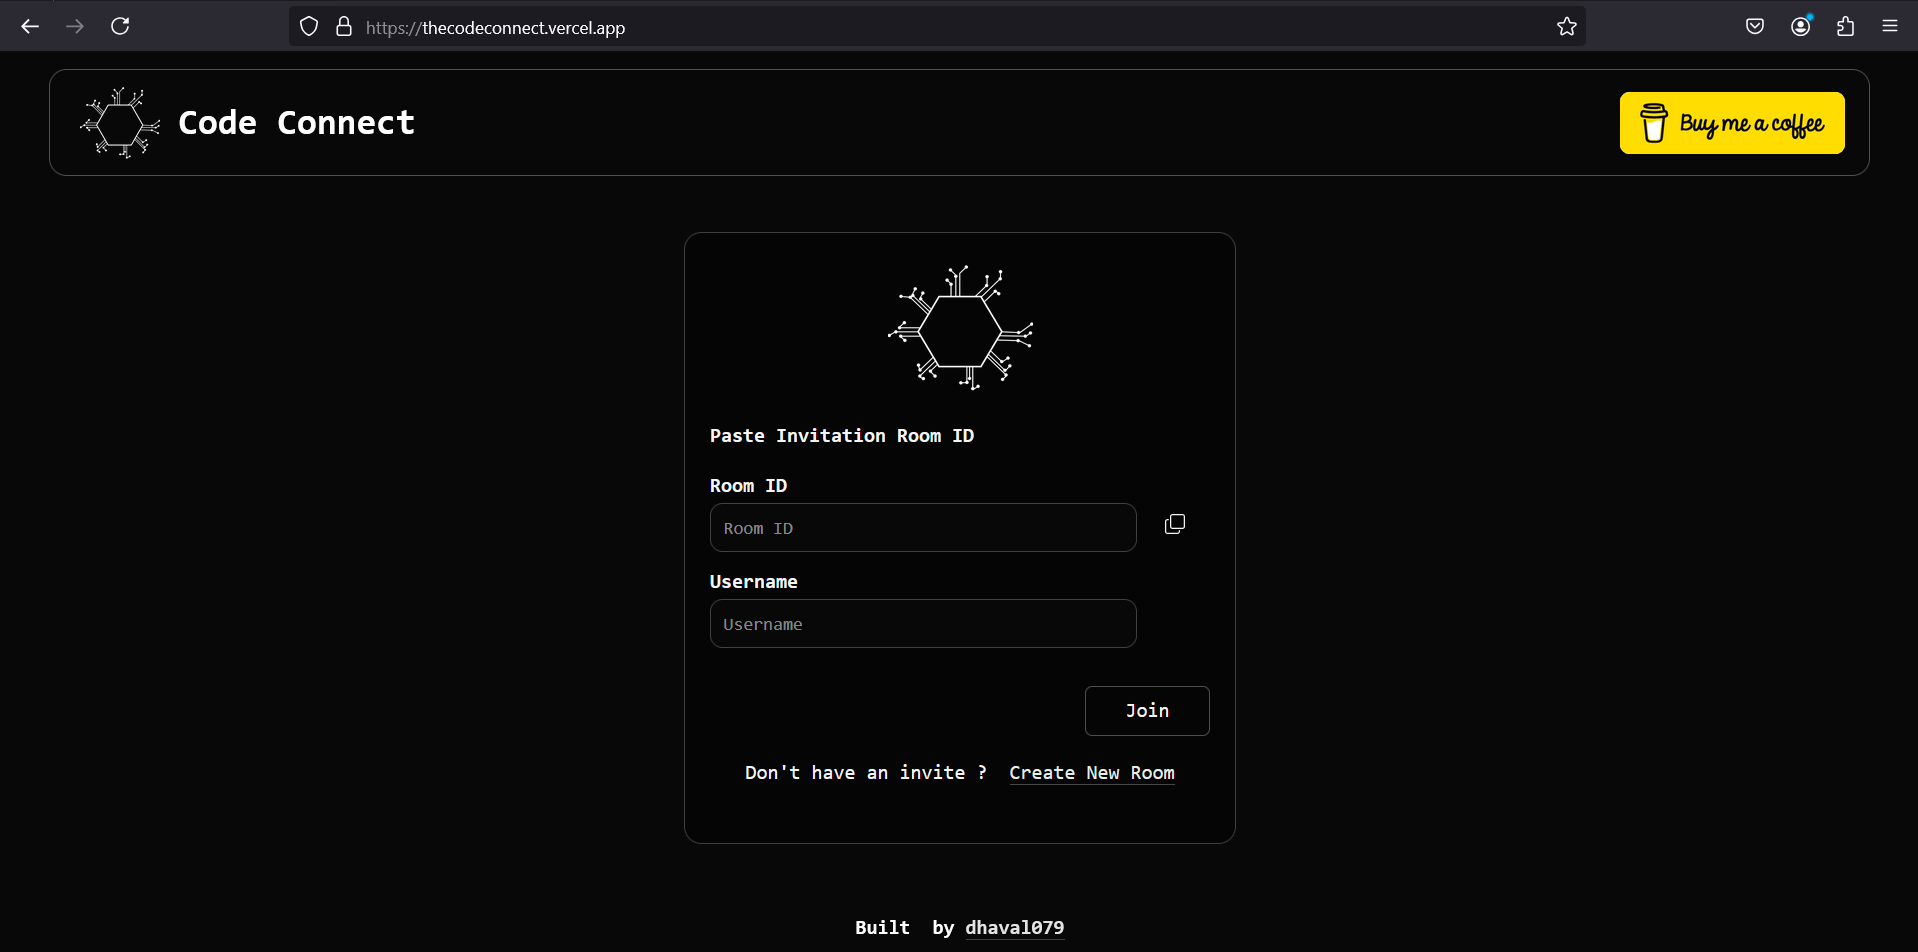 https://thecodeconnect.vercel.app
Code Connect
Buy me a coffee
Paste Invitation Room ID
Room ID
Room ID
Username
Username
Join
Don't have an invite ? Create New Room
Built by dhaval079